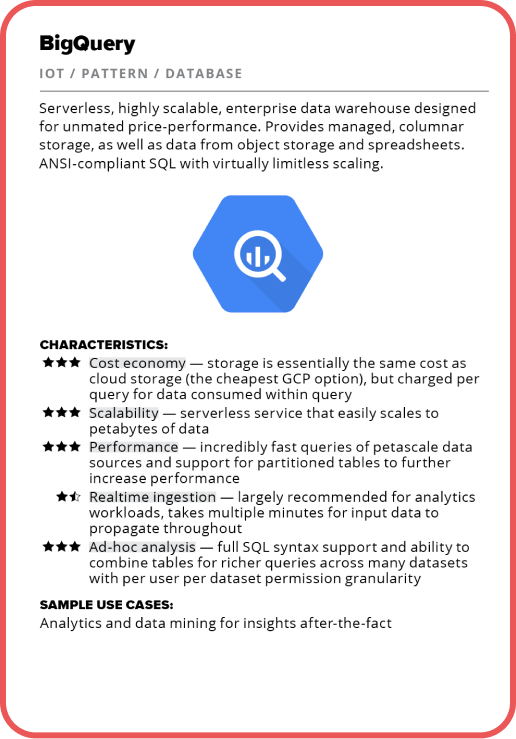 BigQuery
IOT / PATTERN / DATABASE
Serverless, highly scalable, enterprise data warehouse designed
for unmated price-performance. Provides managed, columnar
storage, as well as data from object storage and spreadsheets.
ANSI-compliant SQL with virtually limitless scaling.
CHARACTERISTICS:
★★★ Cost economy — storage is essentially the same cost as
cloud storage (the cheapest GCP option), but charged per
query for data consumed within query
★★★ Scalability — serverless service that easily scales to
petabytes of data
★★★ Performance — incredibly fast queries of petascale data
sources and support for partitioned tables to further
increase performance
★⯪ Realtime ingestion — largely recommended for analytics
workloads, takes multiple minutes for input data to
propagate throughout
★★★ Ad-hoc analysis — full SQL syntax support and ability to
combine tables for richer queries across many datasets
with per user per dataset permission granularity
SAMPLE USE CASES:
Analytics and data mining for insights after-the-fact